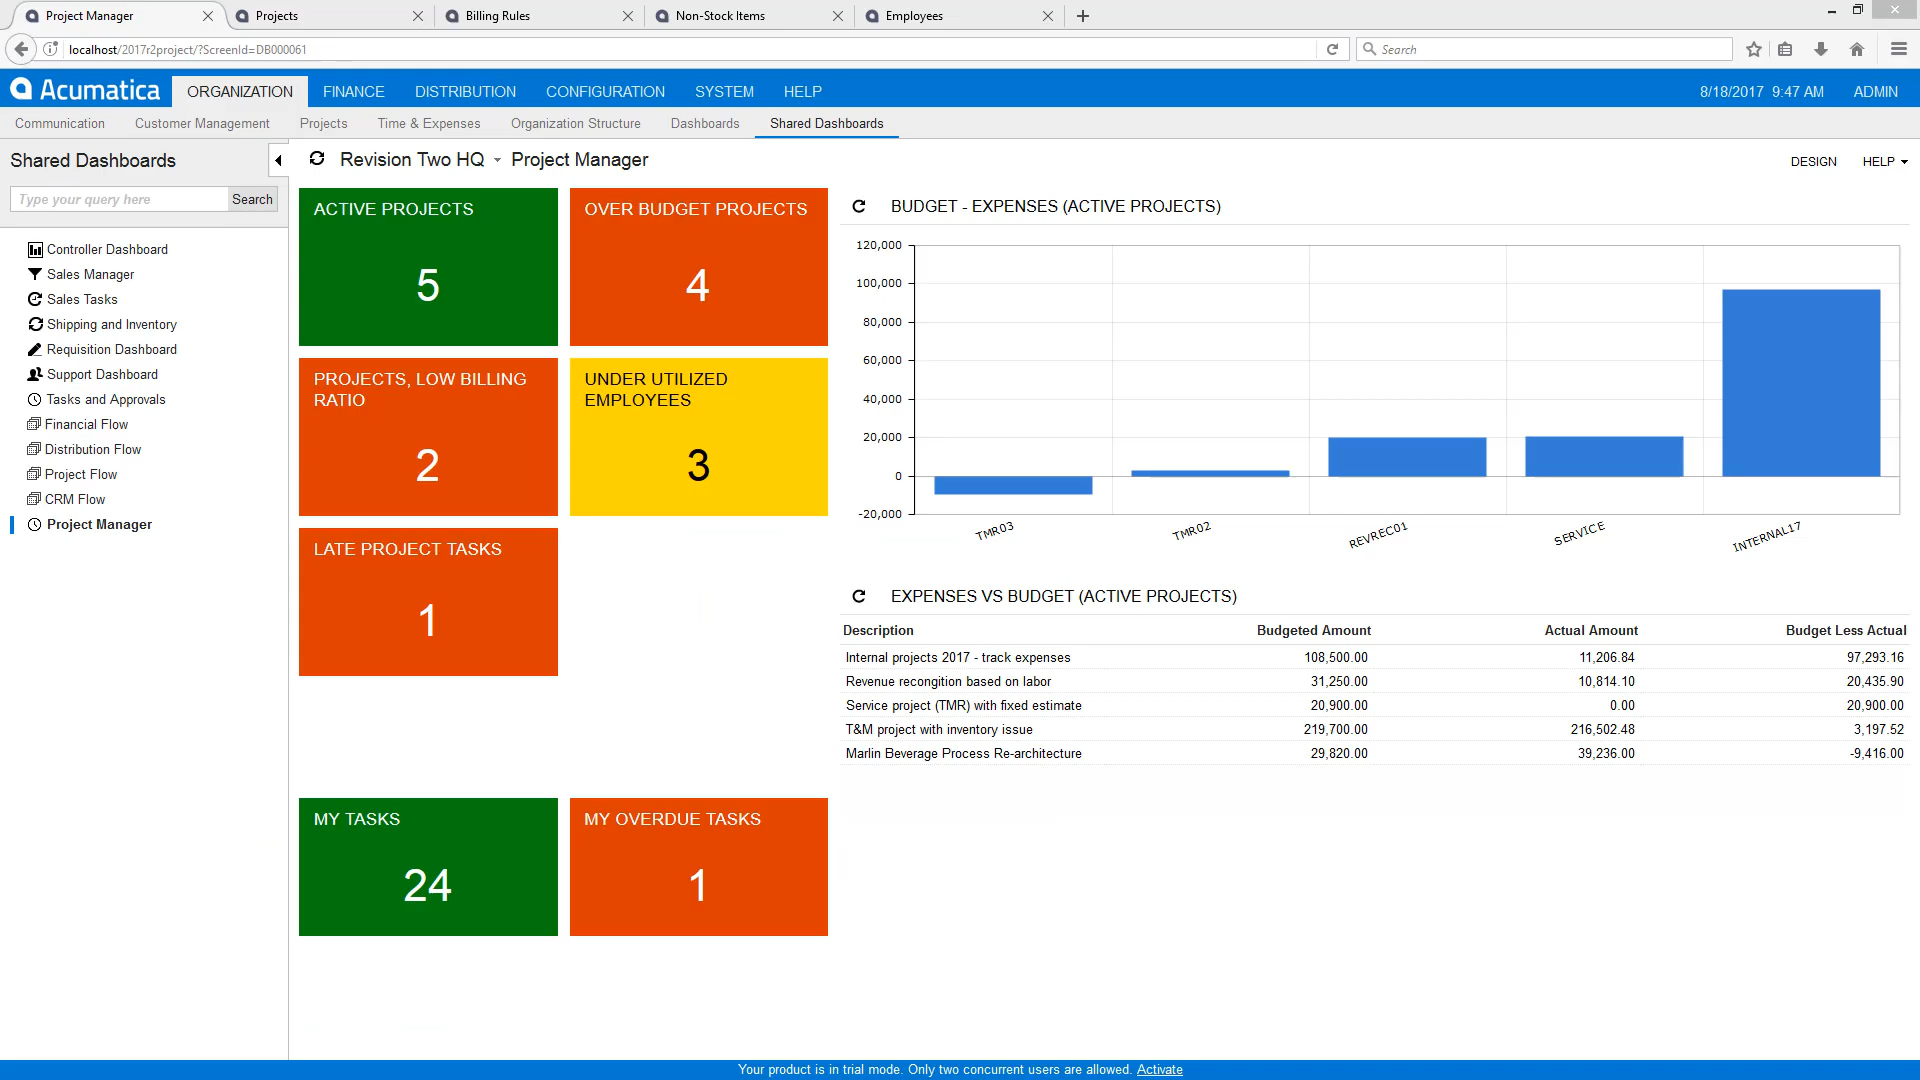 Project Manager
Projects
Billing Rules
Non-Stock Items
Employees
localhost/2017r2project/?ScreenId=DB000061
Search
Acumatica
ORGANIZATION
FINANCE
DISTRIBUTION
CONFIGURATION
SYSTEM
HELP
8/18/2017 9:47 AM
ADMIN
Communication
Customer Management
Projects
Time & Expenses
Organization Structure
Dashboards
Shared Dashboards
Shared Dashboards
Type your query here
Search
Controller Dashboard
Sales Manager
Sales Tasks
Shipping and Inventory
Requisition Dashboard
Support Dashboard
Tasks and Approvals
Financial Flow
Distribution Flow
Project Flow
CRM Flow
Project Manager
Revision Two HQ
Project Manager
DESIGN
HELP
ACTIVE PROJECTS
5
OVER BUDGET PROJECTS
4
PROJECTS, LOW BILLING
RATIO
2
UNDER UTILIZED
EMPLOYEES
3
LATE PROJECT TASKS
1
MY TASKS
24
MY OVERDUE TASKS
1
BUDGET - EXPENSES (ACTIVE PROJECTS)
120,000
100,000
80,000
60,000
40,000
20,000
0
-20,000
TMR03
TMR02
REVREC01
SERVICE
INTERNAL17
EXPENSES VS BUDGET (ACTIVE PROJECTS)
Description Budgeted Amount Actual Amount Budget Less Actual
Internal projects 2017 - track expenses 108,500.00 11,206.84 97,293.16
Revenue recongition based on labor 31,250.00 10,814.10 20,435.90
Service project (TMR) with fixed estimate 20,900.00 0.00 20,900.00
T&M project with inventory issue 219,700.00 216,502.48 3,197.52
Marlin Beverage Process Re-architecture 29,820.00 39,236.00 -9,416.00
Your product is in trial mode. Only two concurrent users are allowed. Activate